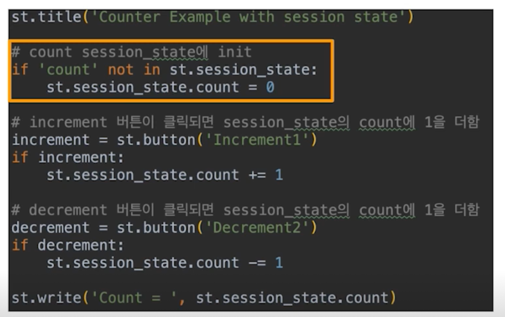 st.title('Counter Example with session state')
# count session_state에 init
if 'count' not in st.session_state:
st.session_state.count = 0
# increment 버튼이 클릭되면 session_state의 count에 1을 더함
increment = st.button('Increment1')
if increment:
st.session_state.count += 1
# decrement 버튼이 클릭되면 session_state의 count에 1을 더함
decrement = st.button('Decrement2')
if decrement:
st.session_state.count -= 1
st.write('Count = ', st.session_state.count)